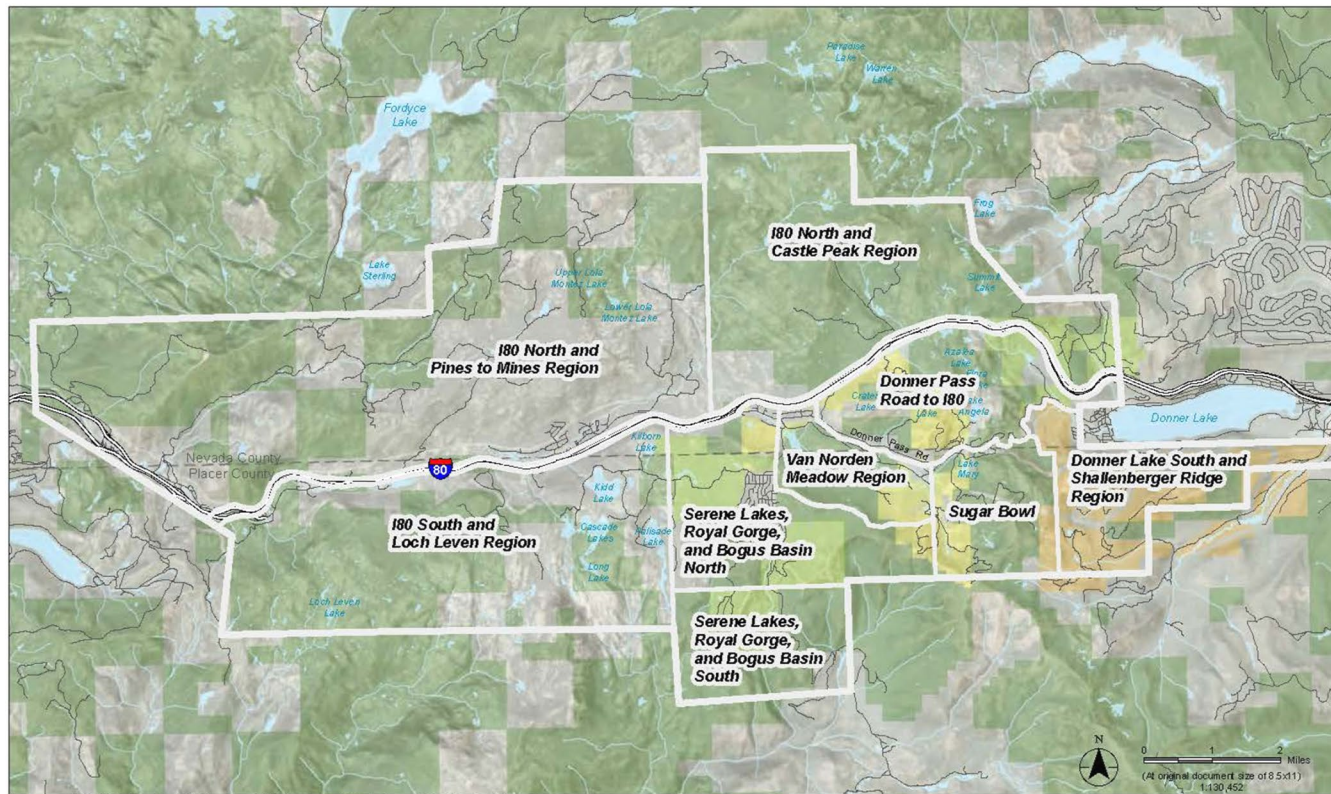 Paradise
Lake
Warren
Lake
Fordyce
Lake
Frog
Lake
I80 North and
Castle Peak Region
Lake
Sterling
Upper Lola
Montez Lake
Summit
Lake
Lower Lola
Montez Lake
I80 North and
Pines to Mines Region
Azalea
Lake
Flora
Donner Pass
Road to I80
Crater
Lake
Lake
Angela
Donner Lake
Kilborn
Lake
Donner Pass Rd
Nevada County
Placer County
80
Van Norden
Meadow Region
Lake
Mary
Donner Lake South and
Shallenberger Ridge
Region
Kidd
Lake
Serene Lakes,
Royal Gorge,
and Bogus Basin
North
Sugar Bowl
I80 South and
Loch Leven Region
Cascade
Lakes
Palisade
Lake
Long
Lake
Loch Leven
Lake
Serene Lakes,
Royal Gorge,
and Bogus Basin
South
N
0 1 2
Miles
(At original document size of 8.5x11)
1:130,452